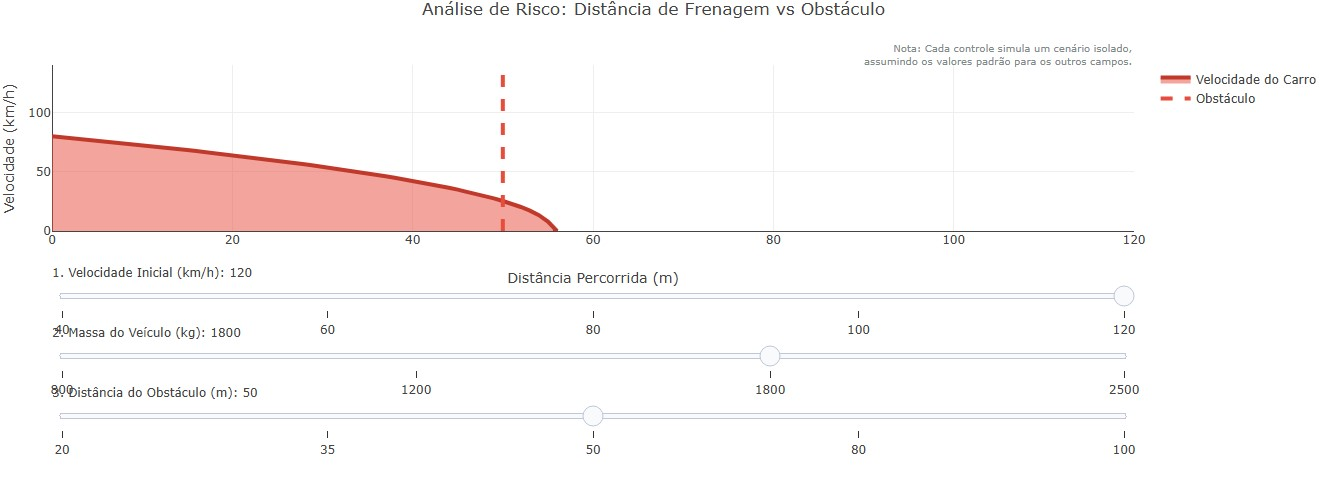 Análise de Risco: Distância de Frenagem vs Obstáculo
Nota: Cada controle simula um cenário isolado,
assumindo os valores padrão para os outros campos.
Velocidade do Carro
Obstáculo
Velocidade (km/h)
100
50
0
0 20 40 60 80 100 120
Distância Percorrida (m)
1. Velocidade Inicial (km/h): 120
40 60 80 100 120
2. Massa do Veículo (kg): 1800
800 1200 1800 2500
3. Distância do Obstáculo (m): 50
20 35 50 80 100